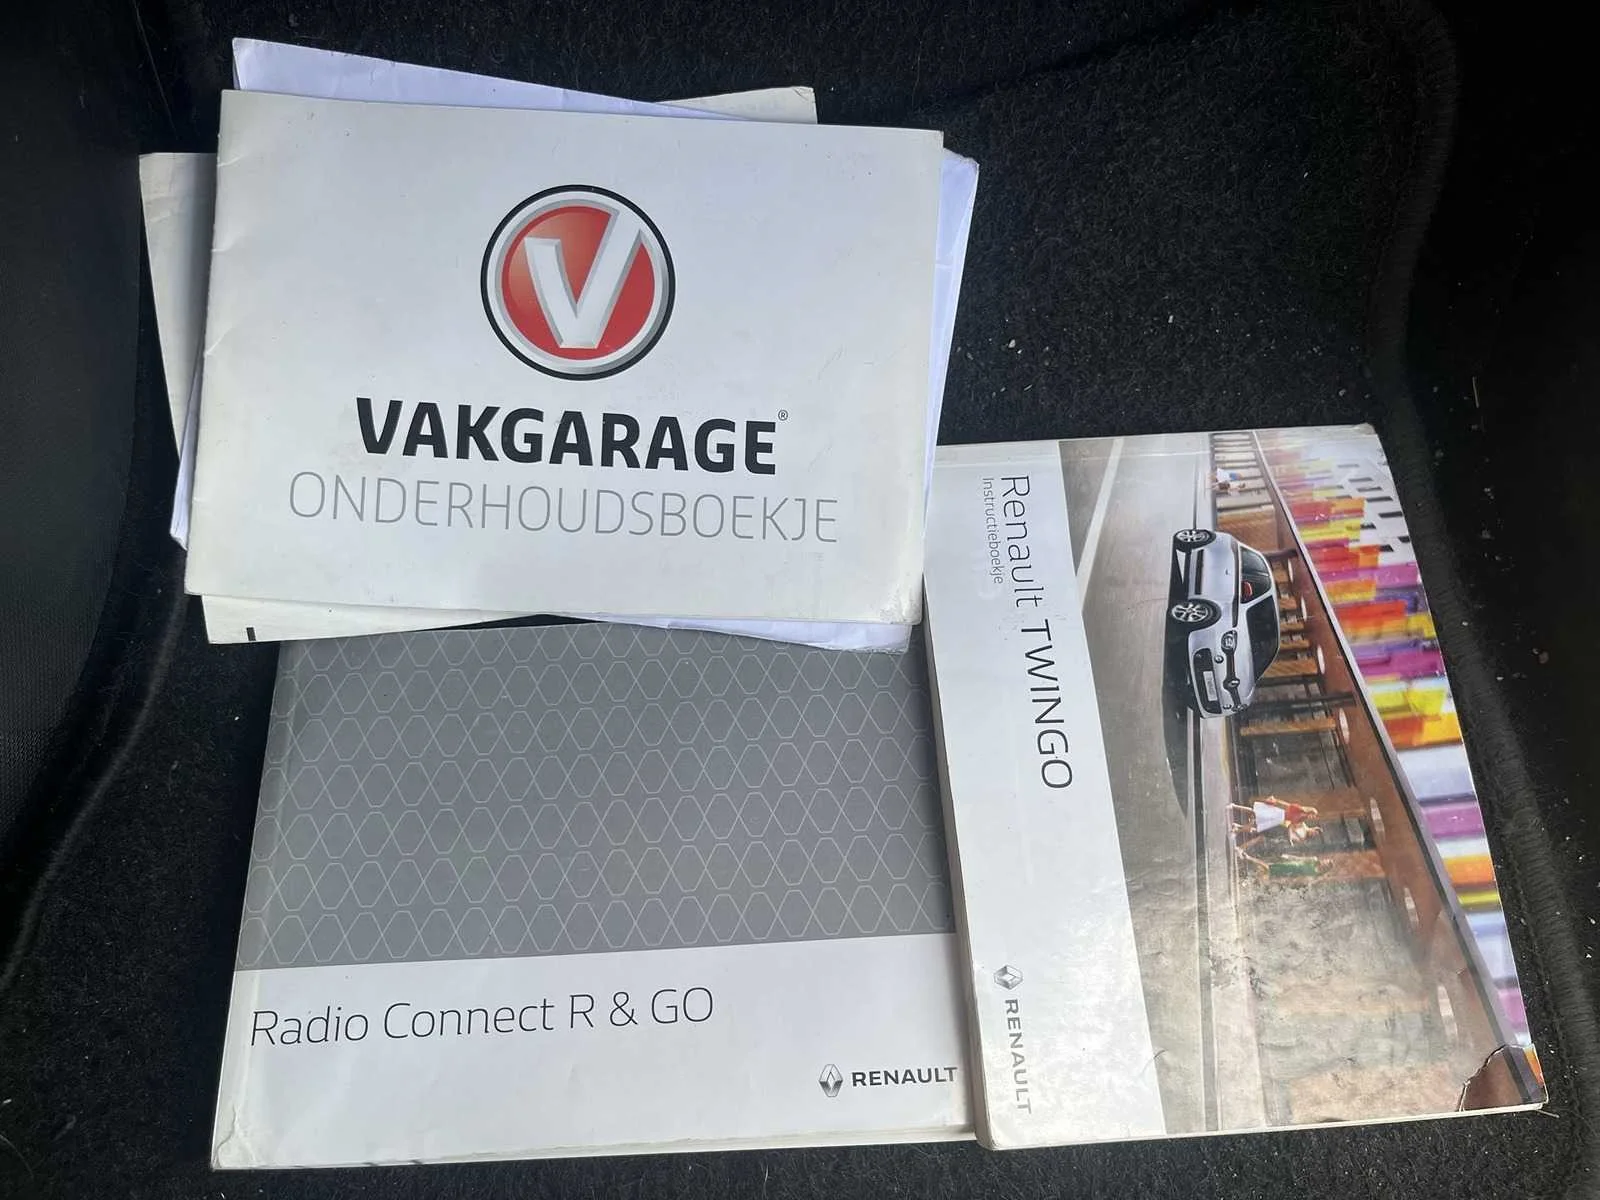 VAKGARAGE®
ONDERHOUDSBOEKJE
Renault TWINGO
Instructieboekje
RENAULT
Radio Connect R & GO
RENAULT